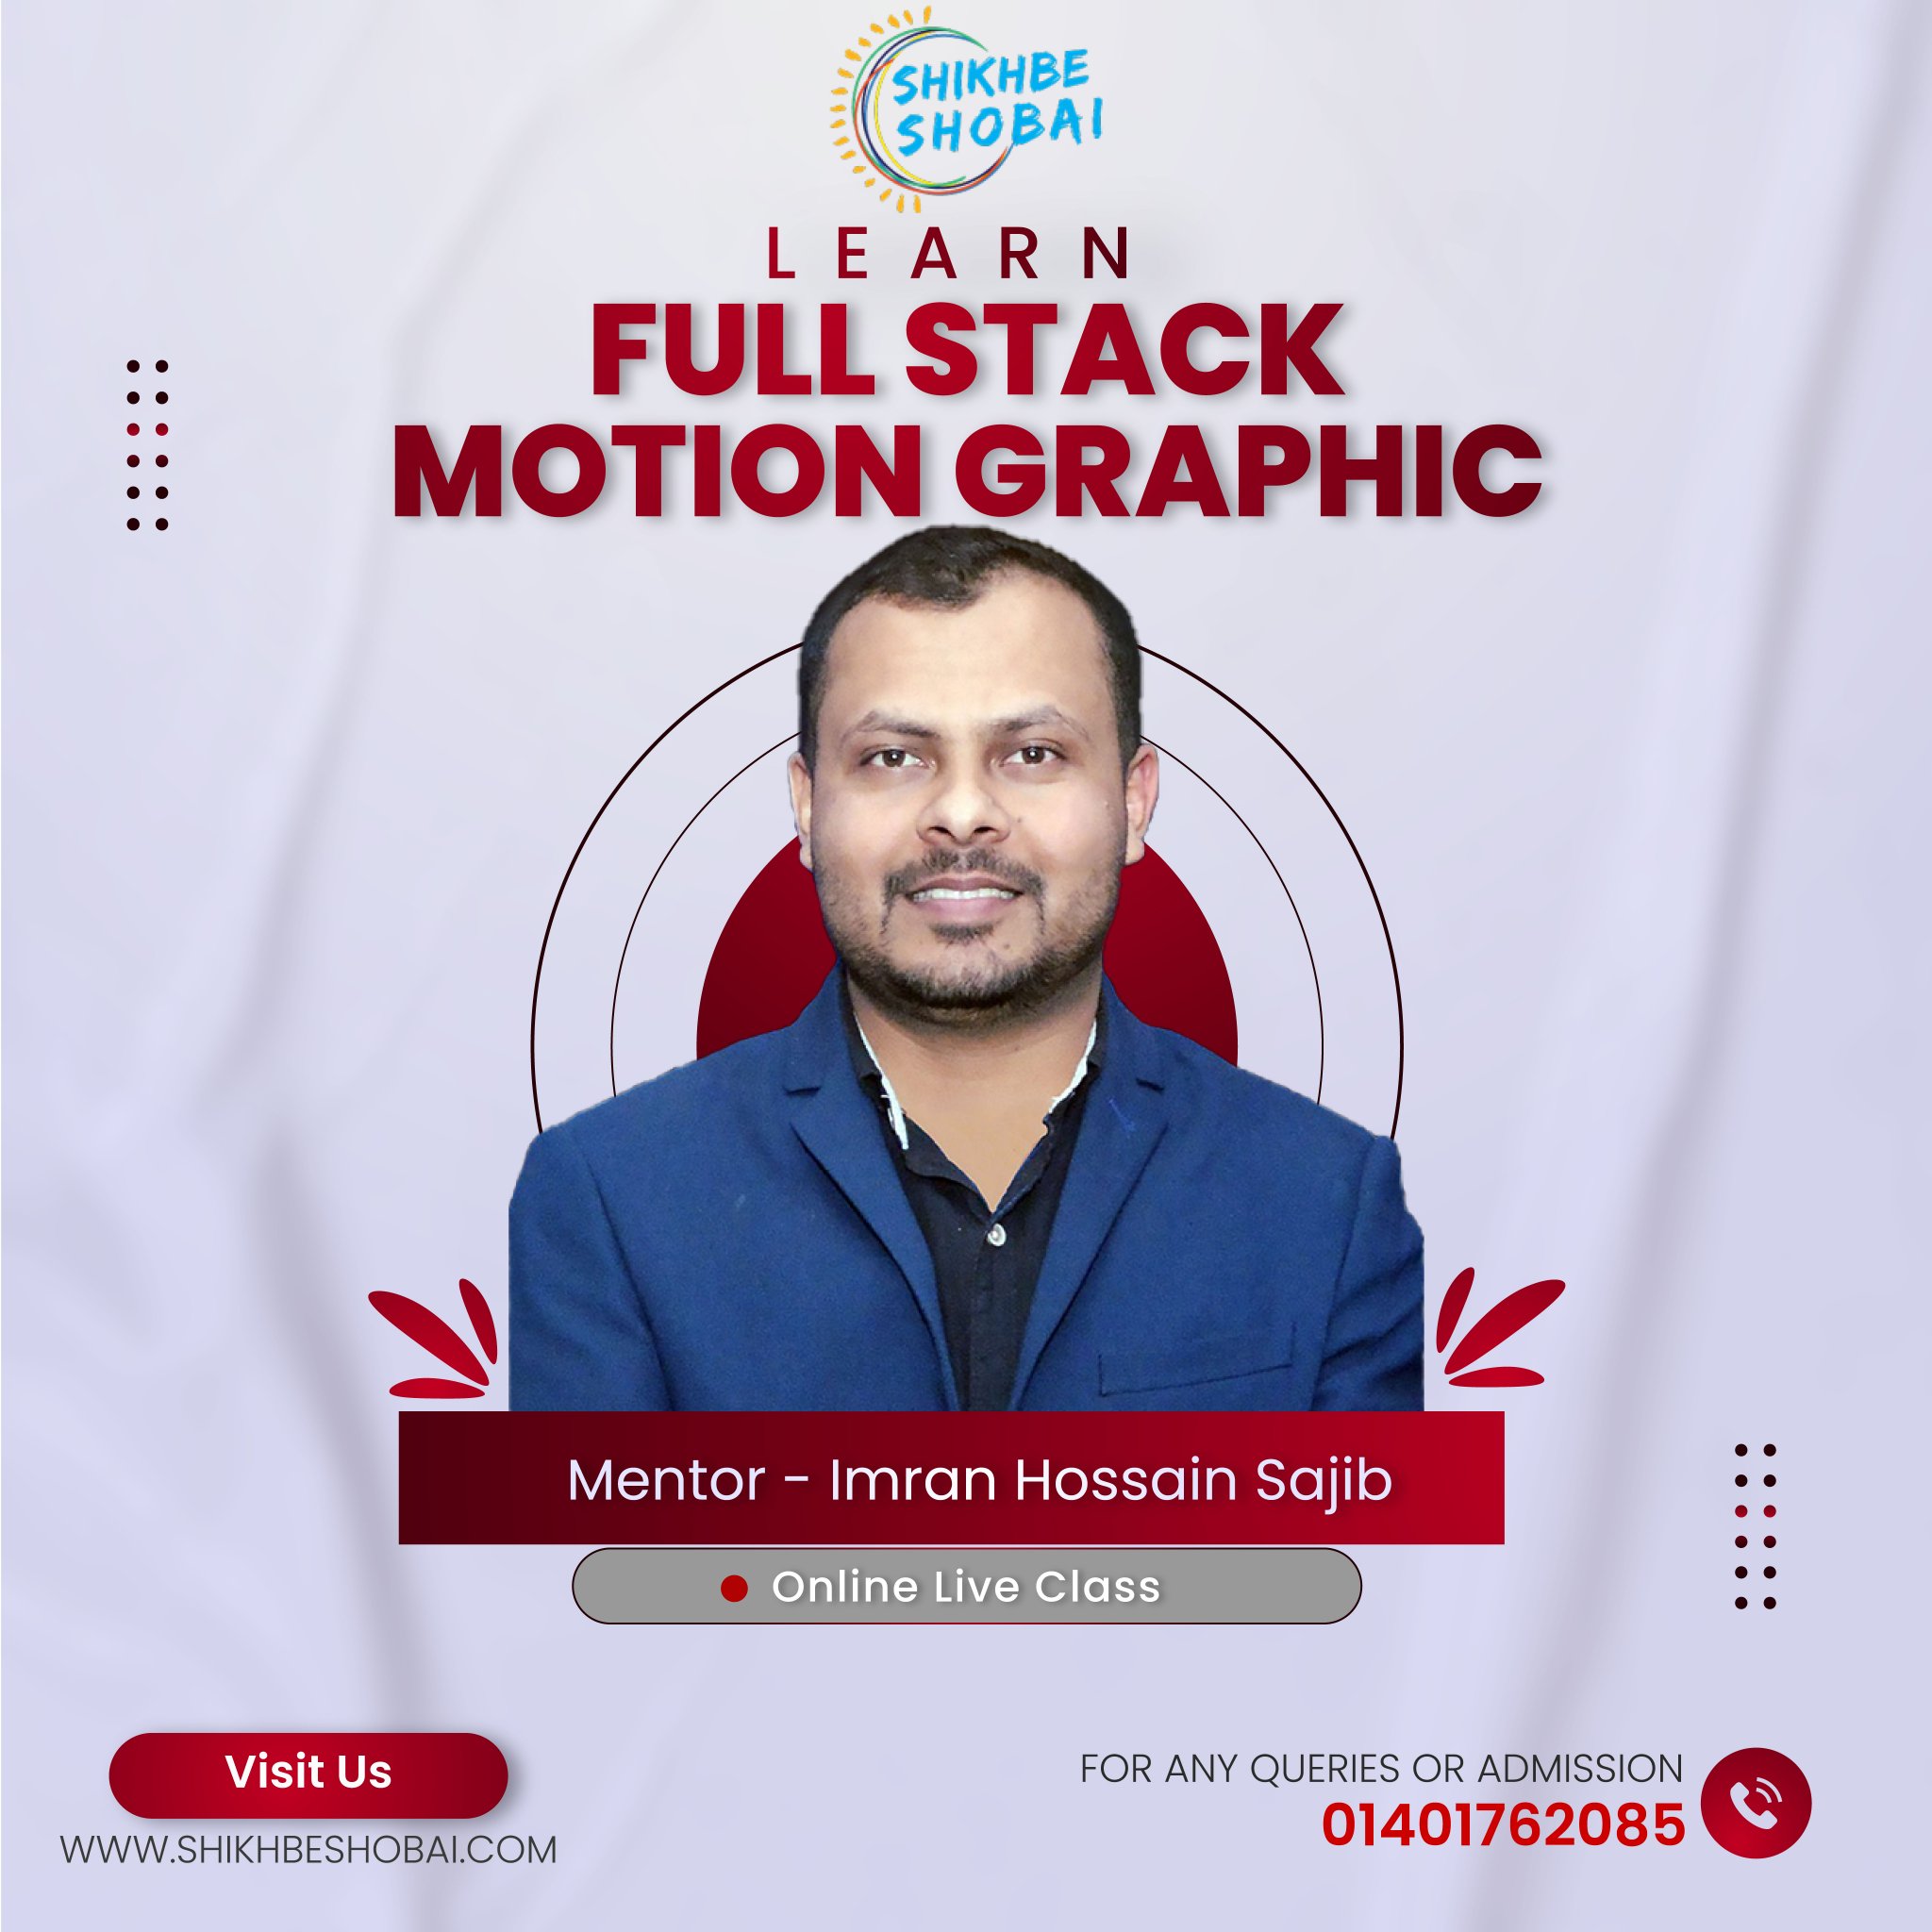 SHIKHBE
SHOBAI
LEARN
FULL STACK
MOTION GRAPHIC
Mentor - Imran Hossain Sajib
Online Live Class
Visit Us
WWW.SHIKHBESHOBAI.COM
FOR ANY QUERIES OR ADMISSION
01401762085